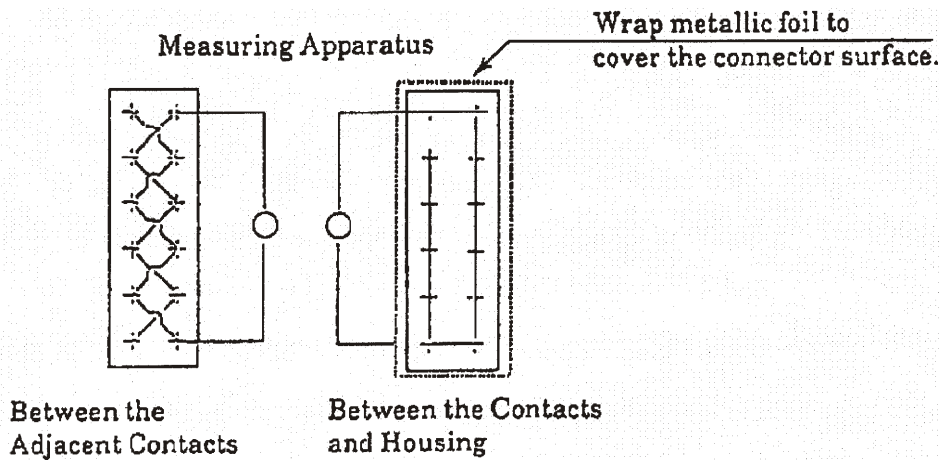 Wrap metallic foil to
cover the connector surface.
Measuring Apparatus
Between the
Adjacent Contacts
Between the Contacts
and Housing